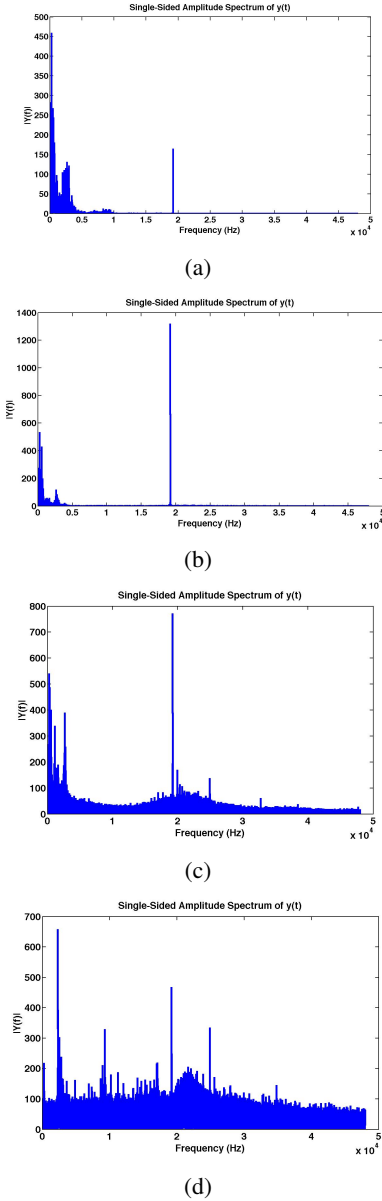 Single-Sided Amplitude Spectrum of y(t)
500
450
400
350
300
250
200
150
100
50
0
|Y(f)|
0 0.5 1 1.5 2 2.5 3 3.5 4 4.5 5
x 10^4
Frequency (Hz)
(a)
Single-Sided Amplitude Spectrum of y(t)
1400
1200
1000
800
600
400
200
0
|Y(f)|
0 0.5 1 1.5 2 2.5 3 3.5 4 4.5 5
x 10^4
Frequency (Hz)
(b)
Single-Sided Amplitude Spectrum of y(t)
800
700
600
500
400
300
200
100
0
|Y(f)|
0 1 2 3 4 5
x 10^4
Frequency (Hz)
(c)
Single-Sided Amplitude Spectrum of y(t)
700
600
500
400
300
200
100
0
|Y(f)|
0 1 2 3 4 5
x 10^4
Frequency (Hz)
(d)